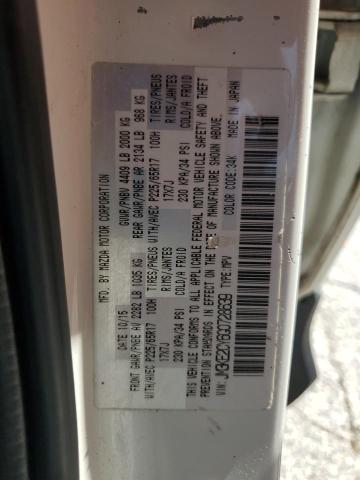 MFG. BY MAZDA MOTOR CORPORATION
DATE: 10/15 GWVR/PNBV 4409 LB 2000 KG
FRONT GAWR/PNBE AV 2282 LB 1035 KG REAR GAWR/PNBE AR 2134 LB 968 KG
WITH/AVEC P225/65R17 100H TIRES/PNEUS WITH/AVEC P225/65R17 100H TIRES/PNEUS
17X7J RIMS/JANTES 17X7J RIMS/JANTES
230 KPA/34 PSI COLD/A FROID 230 KPA/34 PSI COLD/A FROID
THIS VEHICLE CONFORMS TO ALL APPLICABLE FEDERAL MOTOR VEHICLE SAFETY AND THEFT
PREVENTION STANDARDS IN EFFECT ON THE DATE OF MANUFACTURE SHOWN ABOVE.
COLOR CODE: 34K MADE IN JAPAN
VIN: TYPE: MPV